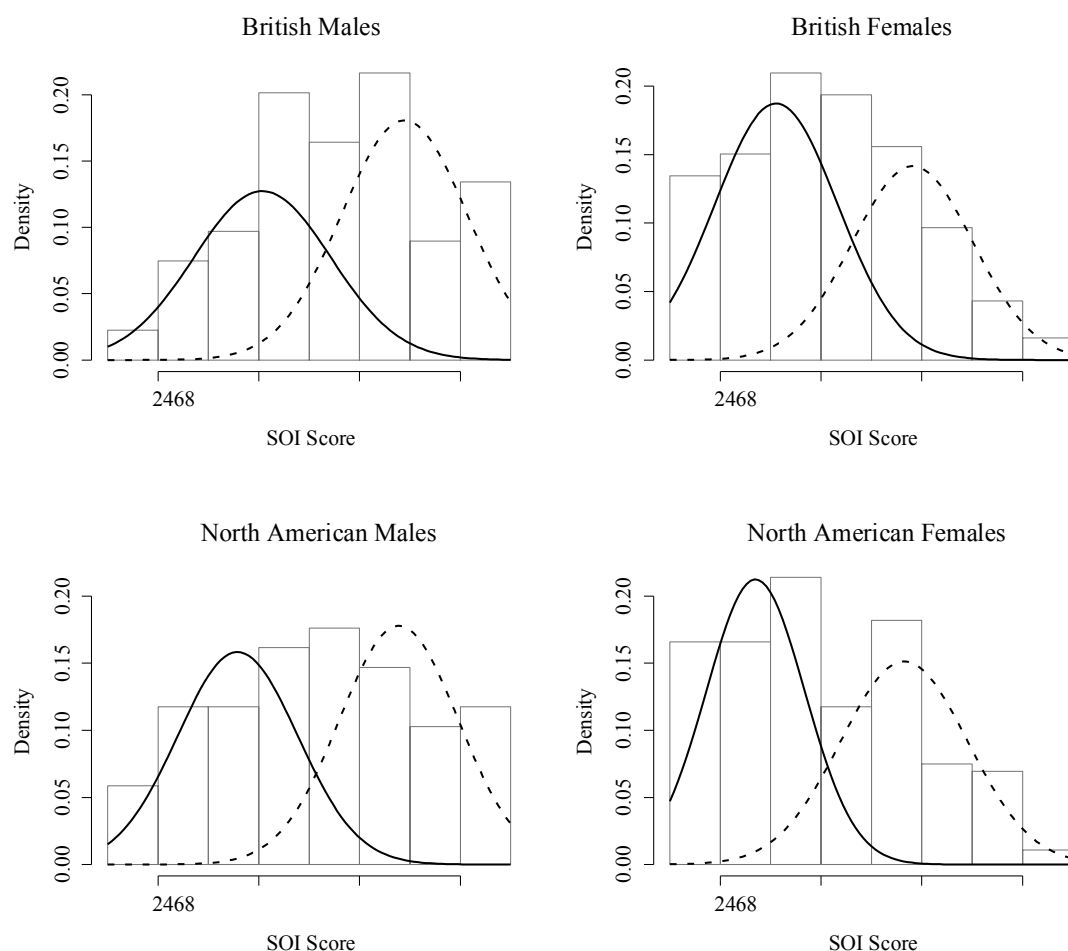 British Males
Density
0.00 0.05 0.10 0.15 0.20
2468
SOI Score
British Females
Density
0.00 0.05 0.10 0.15 0.20
2468
SOI Score
North American Males
Density
0.00 0.05 0.10 0.15 0.20
2468
SOI Score
North American Females
Density
0.00 0.05 0.10 0.15 0.20
2468
SOI Score